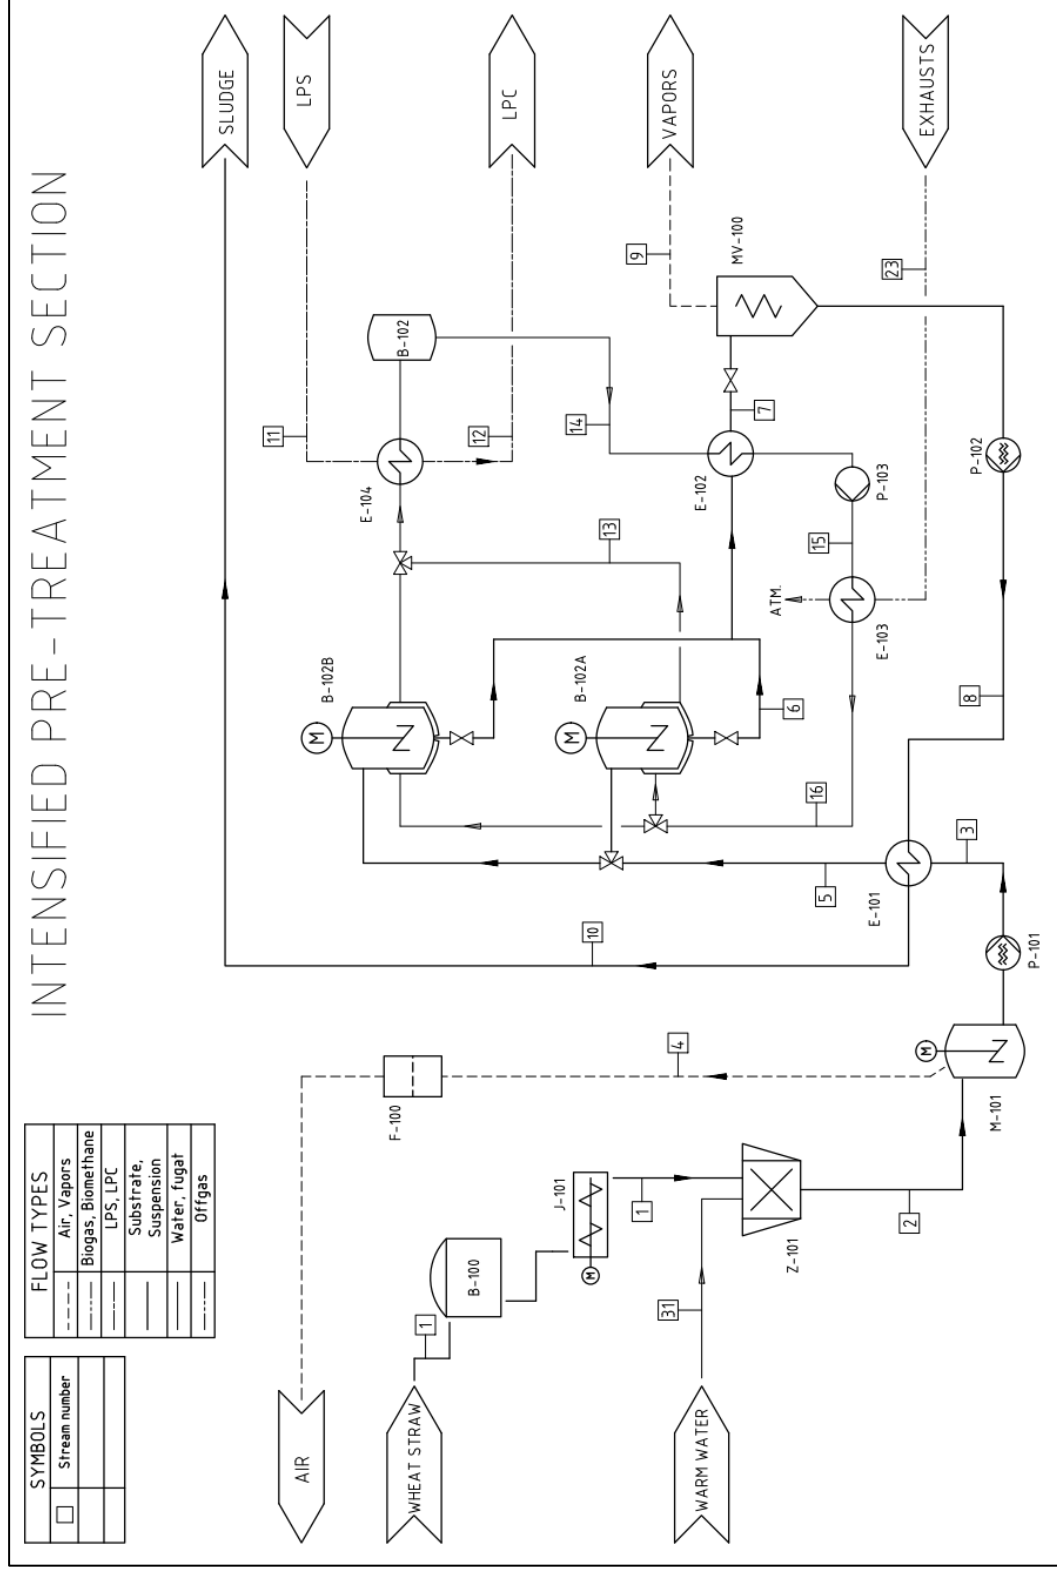 INTENSIFIED PRE-TREATMENT SECTION
SYMBOLS
Stream number
FLOW TYPES
Air, Vapors
Biogas, Biomethane
LPS, LPC
Substrate,
Suspension
Water, fugat
Offgas
AIR
WHEAT STRAW
WARM WATER
SLUDGE
LPS
LPC
VAPORS
EXHAUSTS
F-100
4
1
B-100
J-101
M
1
31
Z-101
2
M
M-101
P-101
3
E-101
5
10
8
P-102
M
B-102B
M
B-102A
6
16
13
E-104
11
12
B-102
14
E-102
7
MV-100
9
P-103
15
ATM.
E-103
23